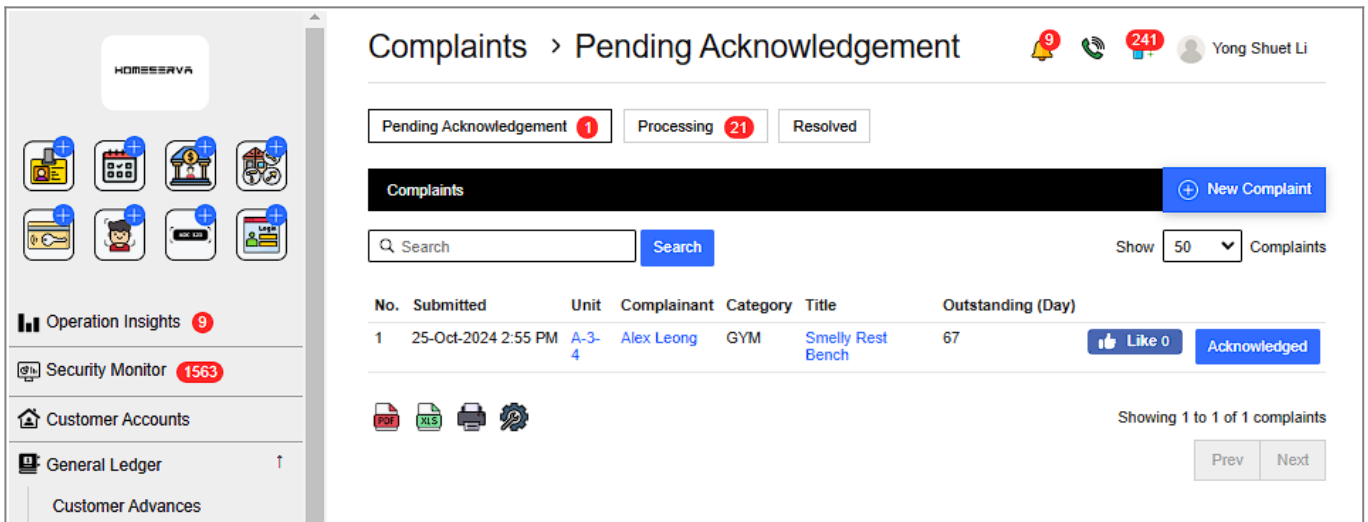 HOMESERVA
Complaints > Pending Acknowledgement
9
241
Yong Shuet Li
Pending Acknowledgement 1
Processing 21
Resolved
Complaints
New Complaint
Search
Search
Show 50 Complaints
No. Submitted Unit Complainant Category Title Outstanding (Day)
1 25-Oct-2024 2:55 PM A-3- Alex Leong GYM Smelly Rest 67 Like 0 Acknowledged
4 Bench
PDF XLS
Showing 1 to 1 of 1 complaints
Prev Next
Login
Operation Insights 9
Security Monitor 1563
Customer Accounts
General Ledger ↑
Customer Advances